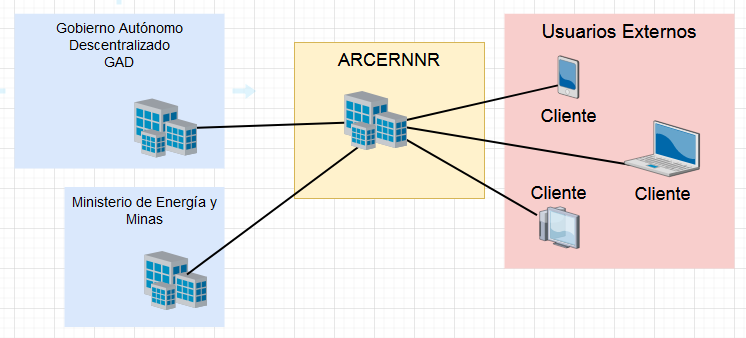 Gobierno Autónomo
Descentralizado
GAD
Ministerio de Energía y
Minas
ARCERNNR
Usuarios Externos
Cliente
Cliente
Cliente